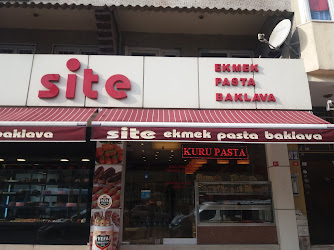 site
EKMEK
PASTA
BAKLAVA
baklava
site ekmek pasta baklava
KURU PASTA